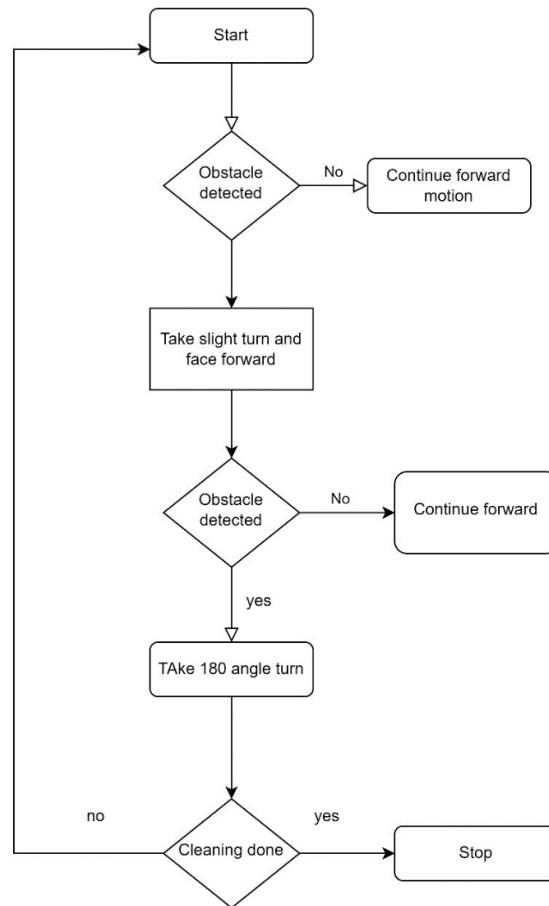 Start
Obstacle
detected
No
Continue forward
motion
Take slight turn and
face forward
Obstacle
detected
No
Continue forward
yes
TAke 180 angle turn
no
Cleaning done
yes
Stop